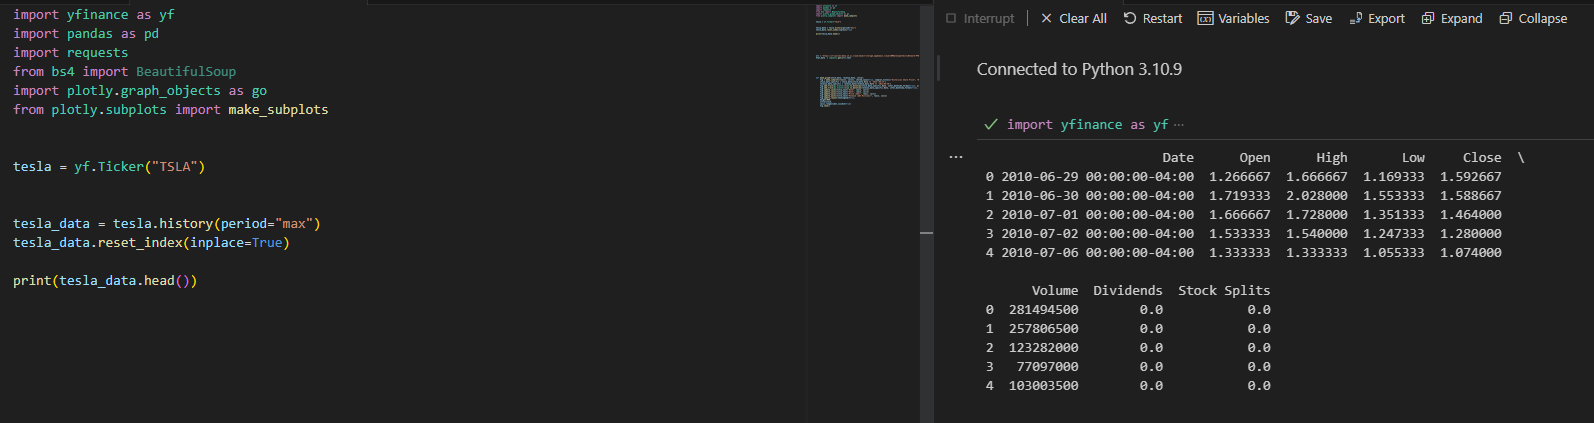 import yfinance as yf
import pandas as pd
import requests
from bs4 import BeautifulSoup
import plotly.graph_objects as go
from plotly.subplots import make_subplots
tesla = yf.Ticker("TSLA")
tesla_data = tesla.history(period="max")
tesla_data.reset_index(inplace=True)
print(tesla_data.head())
Interrupt Clear All Restart Variables Save Export Expand Collapse
Connected to Python 3.10.9
import yfinance as yf ...
Date Open High Low Close \
0 2010-06-29 00:00:00-04:00 1.266667 1.666667 1.169333 1.592667
1 2010-06-30 00:00:00-04:00 1.719333 2.028000 1.553333 1.588667
2 2010-07-01 00:00:00-04:00 1.666667 1.728000 1.351333 1.464000
3 2010-07-02 00:00:00-04:00 1.533333 1.540000 1.247333 1.280000
4 2010-07-06 00:00:00-04:00 1.333333 1.333333 1.055333 1.074000
Volume Dividends Stock Splits
0 281494500 0.0 0.0
1 257806500 0.0 0.0
2 123282000 0.0 0.0
3 77097000 0.0 0.0
4 103003500 0.0 0.0